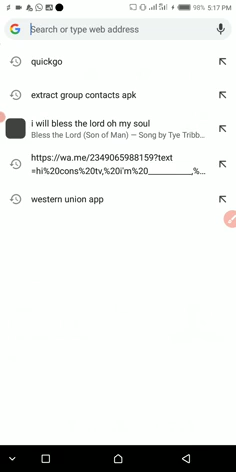 98% 5:17 PM
Search or type web address
quickgo
extract group contacts apk
i will bless the lord oh my soul
Bless the Lord (Son of Man) — Song by Tye Tribb...
https://wa.me/2349065988159?text
=hi%20cons%20tv,%20i'm%20__________,%...
western union app